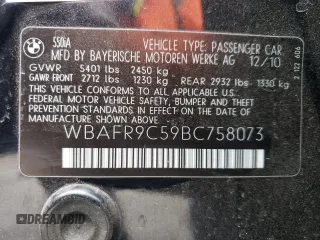 550iA
VEHICLE TYPE: PASSENGER CAR
MFD BY BAYERISCHE MOTOREN WERKE AG 12/10
GVWR 5401 lbs. 2450 kg
GAWR FRONT 2712 lbs 1230 kg REAR 2932 lbs 1330 kg
THIS VEHICLE CONFORMS TO ALL APPLICABLE FEDERAL MOTOR VEHICLE SAFETY, BUMPER AND THEFT PREVENTION STANDARDS IN EFFECT ON THE DATE OF
MANUFACTURE SHOWN ABOVE.
WBAFR9C59BC758073
DREAMBID